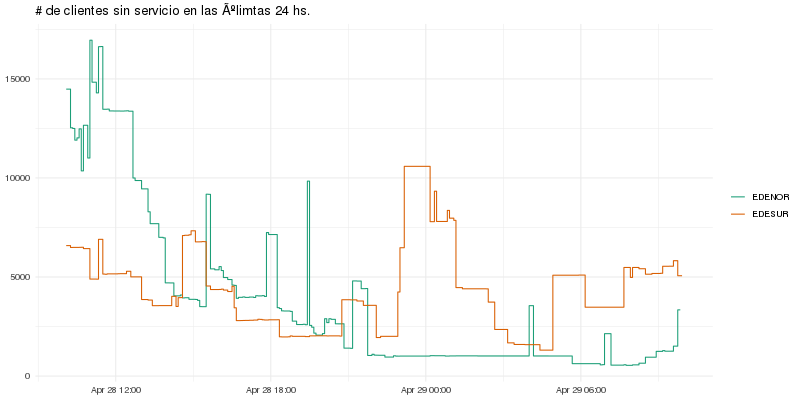 # de clientes sin servicio en las Ãºlimtas 24 hs.
15000
10000
5000
0
Apr 28 12:00
Apr 28 18:00
Apr 29 00:00
Apr 29 06:00
EDENOR
EDESUR